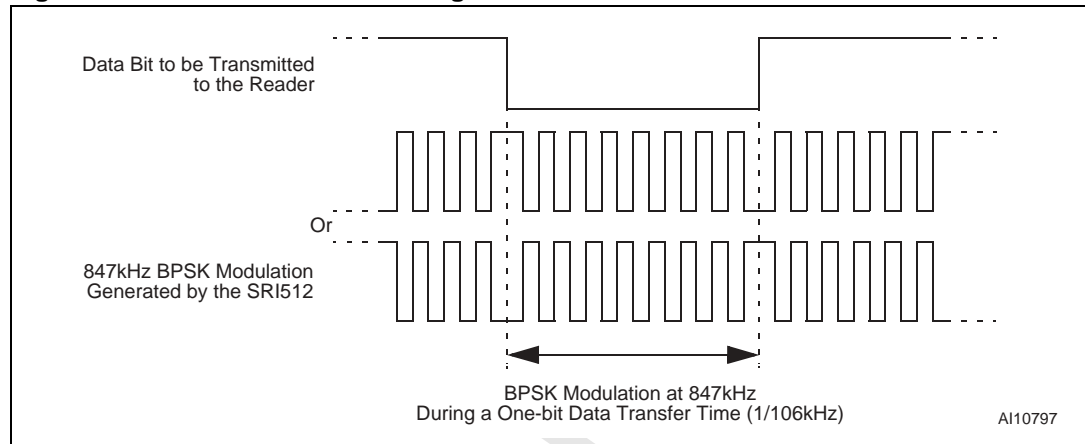 Data Bit to be Transmitted
to the Reader
Or
847kHz BPSK Modulation
Generated by the SRI512
BPSK Modulation at 847kHz
During a One-bit Data Transfer Time (1/106kHz)
AI10797